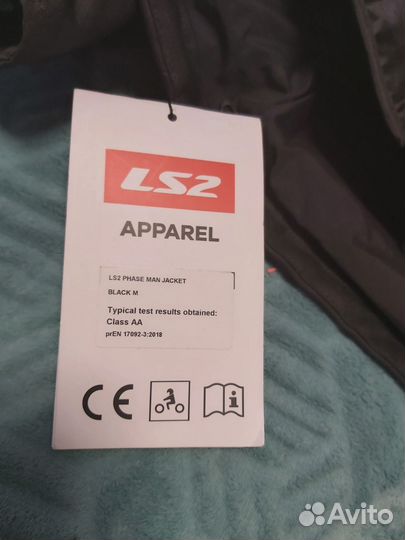 LS2
APPAREL
LS2 PHASE MAN JACKET
BLACK M
Typical test results obtained:
Class AA
prEN 17092-3:2018
CE
i
Avito